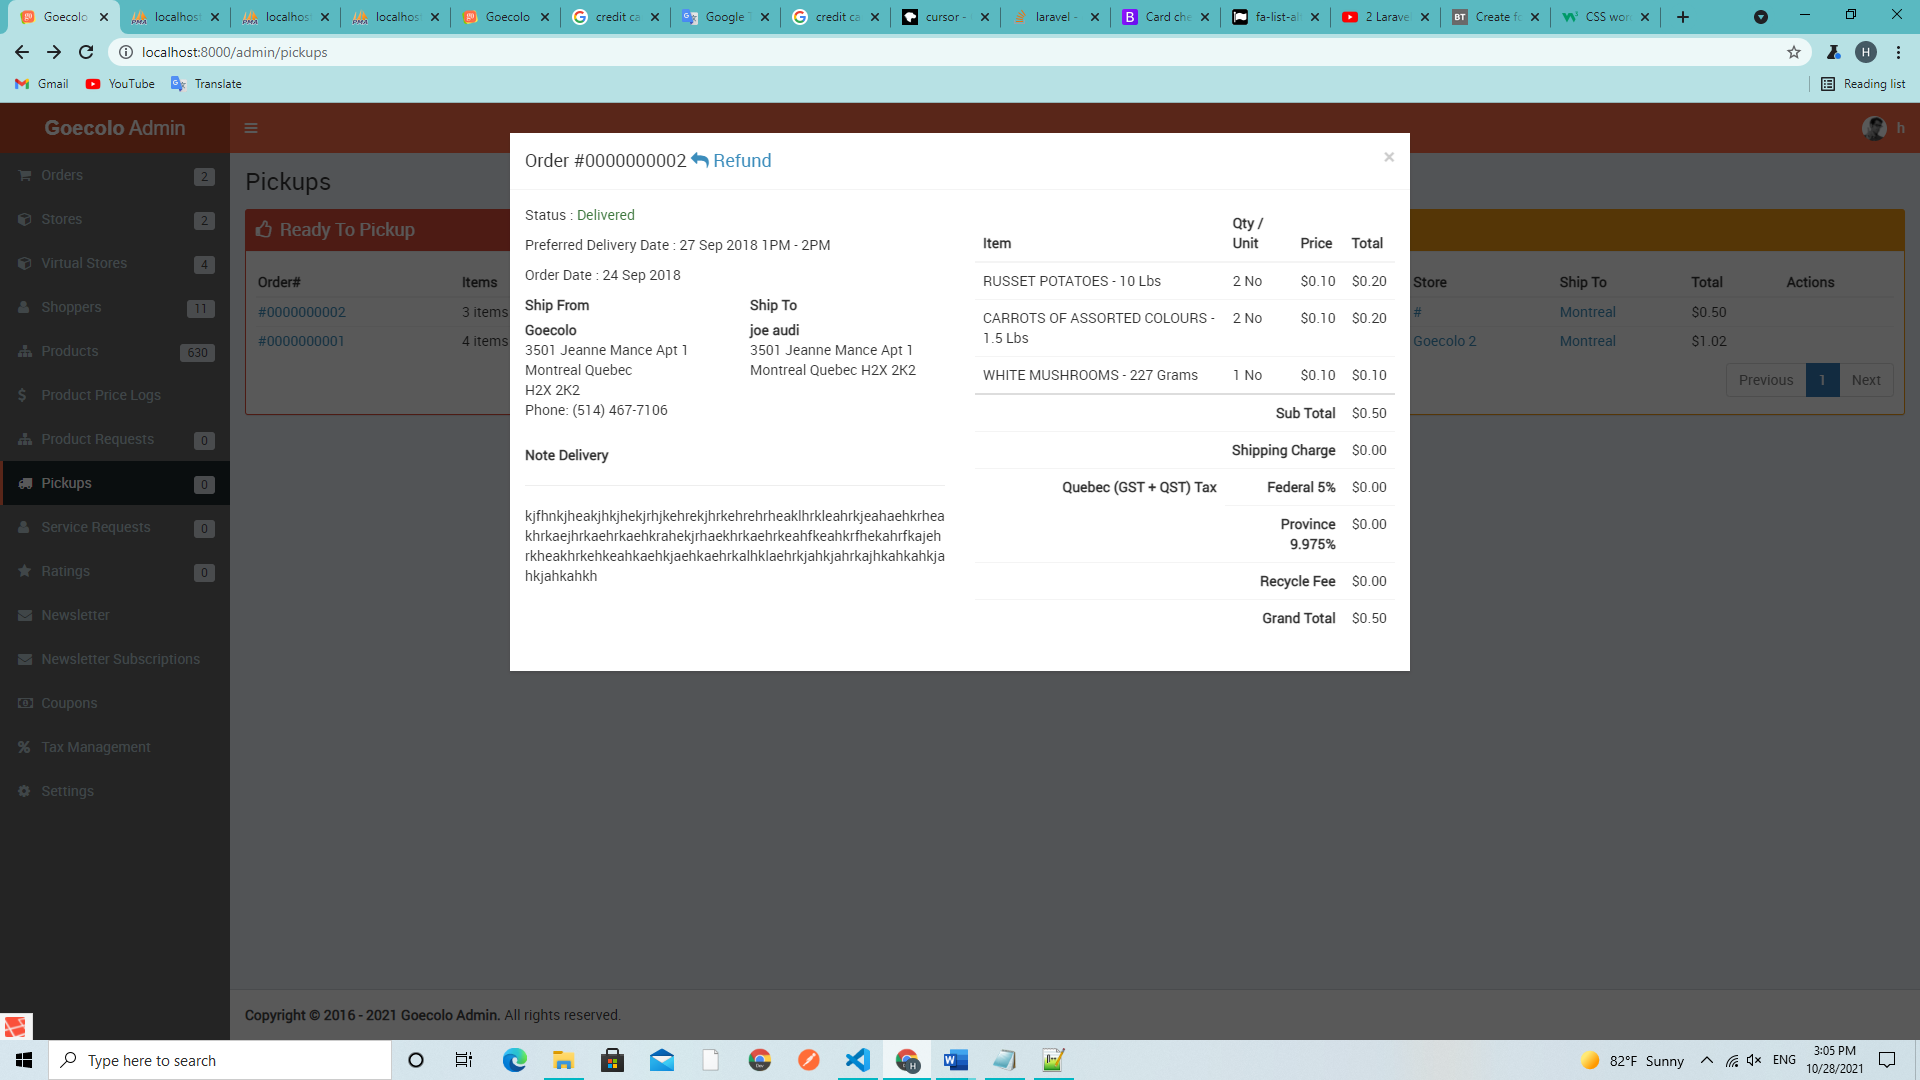 Goecolo
localhost
localhost
localhost
Goecolo
credit ca
Google T
credit ca
cursor -
laravel -
Card che
fa-list-al
2 Larave
Create fo
CSS wor
localhost:8000/admin/pickups
H
Gmail
YouTube
Translate
Reading list
Goecolo Admin
h
Orders 2
Stores 2
Virtual Stores 4
Shoppers 11
Products 630
Product Price Logs
Product Requests 0
Pickups 0
Service Requests 0
Ratings 0
Newsletter
Newsletter Subscriptions
Coupons
Tax Management
Settings
Pickups
Ready To Pickup
Order# Items
#0000000002 3 items
#0000000001 4 items
Order #0000000002 Refund ×
Status : Delivered
Preferred Delivery Date : 27 Sep 2018 1PM - 2PM
Order Date : 24 Sep 2018
Ship From
Goecolo
3501 Jeanne Mance Apt 1
Montreal Quebec
H2X 2K2
Phone: (514) 467-7106
Ship To
joe audi
3501 Jeanne Mance Apt 1
Montreal Quebec H2X 2K2
Note Delivery
kjfhnkjheakjhkjhekjrhjkehrekjhrkehrehrheaklhrkleahrkjeahaehkrhea
khrkaejhrkaehrkaehkrahekjrhaekhrkaehrkeahfkeahkrfhekahrfkajeh
rkheakhrkehkeahkaehkjaehkaehrkalhklaehrkjahkjahrkajhkahkahkja
hkjahkahkh
Item Qty / Unit Price Total
RUSSET POTATOES - 10 Lbs 2 No $0.10 $0.20
CARROTS OF ASSORTED COLOURS - 2 No $0.10 $0.20
1.5 Lbs
WHITE MUSHROOMS - 227 Grams 1 No $0.10 $0.10
Sub Total $0.50
Shipping Charge $0.00
Quebec (GST + QST) Tax Federal 5% $0.00
Province $0.00
9.975%
Recycle Fee $0.00
Grand Total $0.50
Store Ship To Total Actions
# Montreal $0.50
Goecolo 2 Montreal $1.02
Previous 1 Next
Copyright © 2016 - 2021 Goecolo Admin. All rights reserved.
Type here to search
82°F Sunny
ENG
3:05 PM
10/28/2021